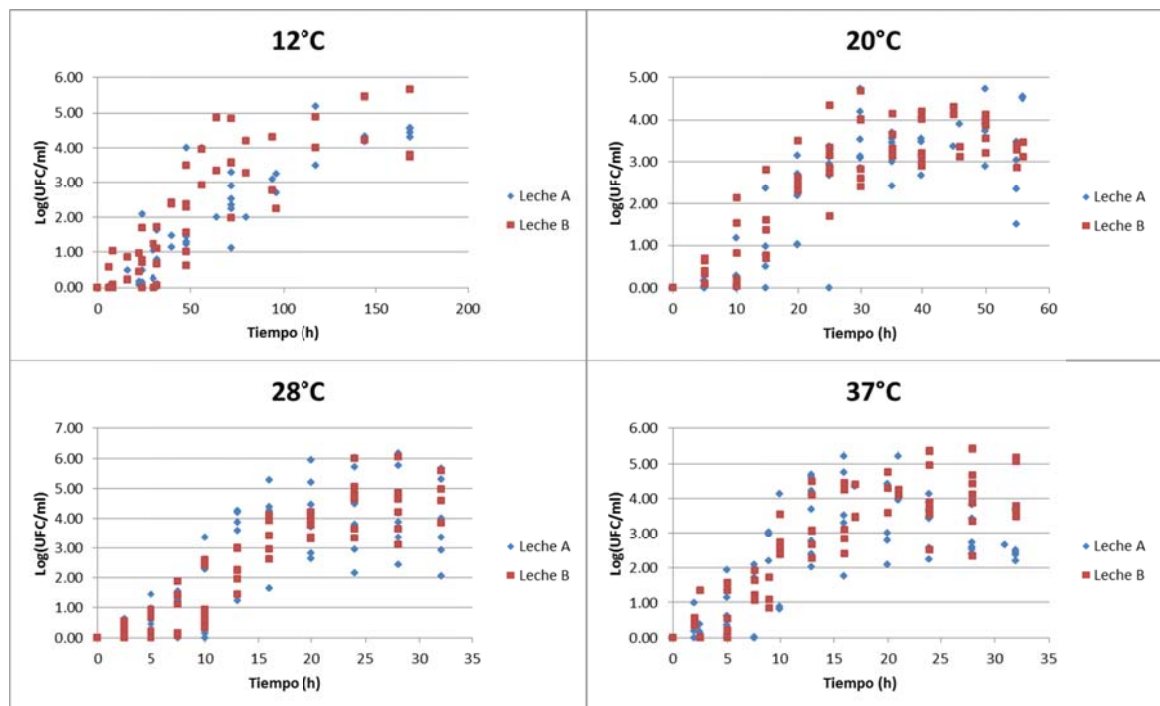 12°C
Log(UFC/ml)
6.00
5.00
4.00
3.00
2.00
1.00
0.00
0 50 100 150 200
Tiempo (h)
Leche A
Leche B
20°C
Log(UFC/ml)
5.00
4.00
3.00
2.00
1.00
0.00
0 10 20 30 40 50 60
Tiempo (h)
Leche A
Leche B
28°C
Log(UFC/ml)
7.00
6.00
5.00
4.00
3.00
2.00
1.00
0.00
0 5 10 15 20 25 30 35
Tiempo (h)
Leche A
Leche B
37°C
Log(UFC/ml)
6.00
5.00
4.00
3.00
2.00
1.00
0.00
0 5 10 15 20 25 30 35
Tiempo (h)
Leche A
Leche B